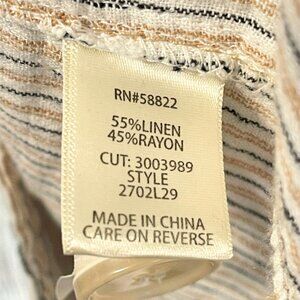 RN#58822
55%LINEN
45%RAYON
CUT: 3003989
STYLE
2702L29
MADE IN CHINA
CARE ON REVERSE